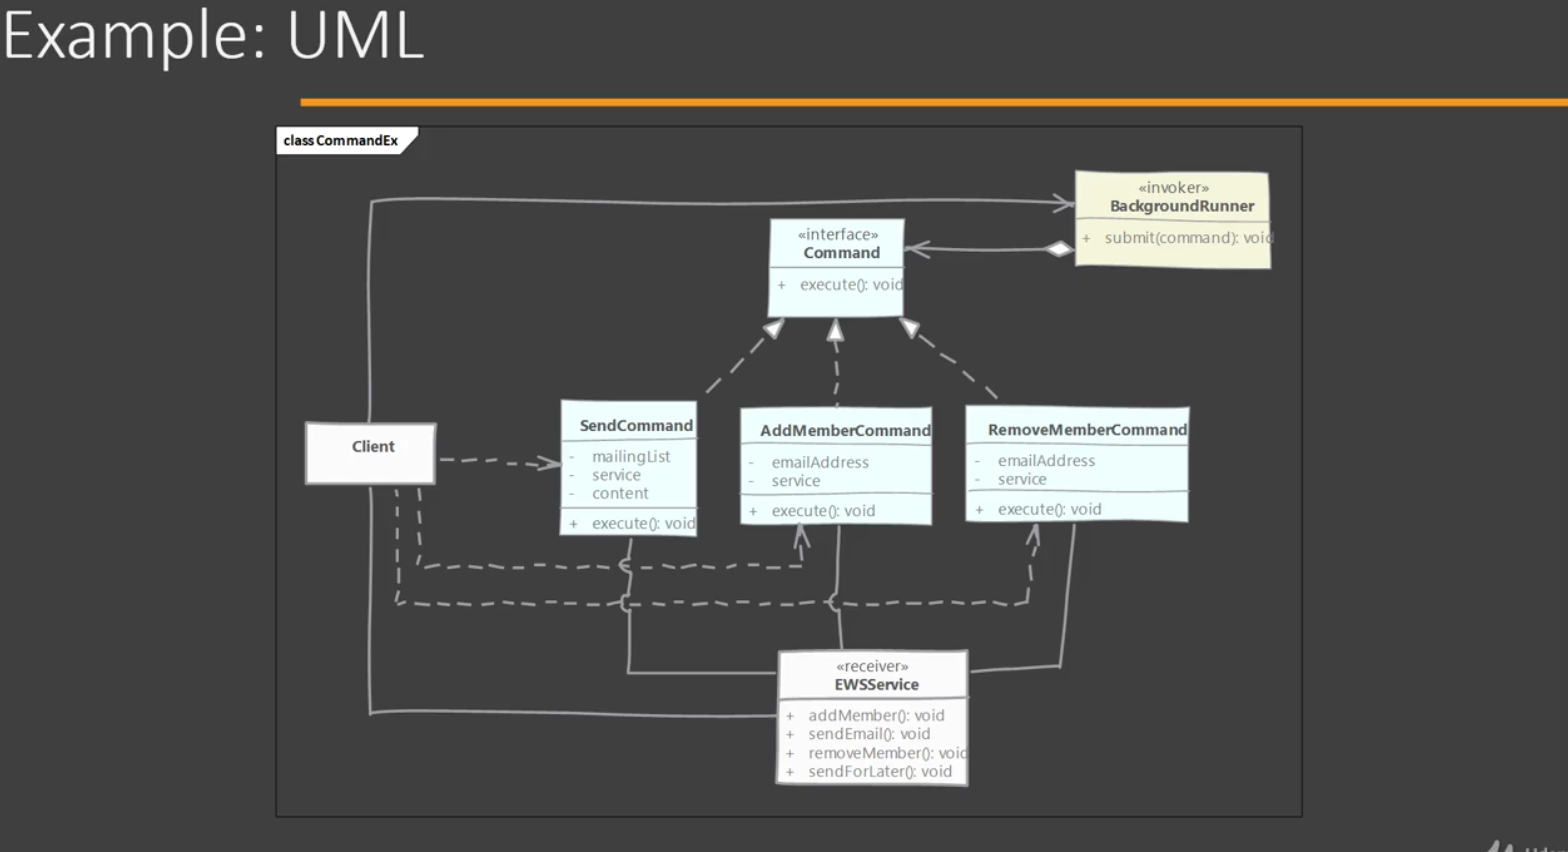 Example: UML
class CommandEx
«invoker»
BackgroundRunner
+ submit(command): void
«interface»
Command
+ execute(): void
Client
SendCommand
- mailingList
- service
- content
+ execute(): void
AddMemberCommand
- emailAddress
- service
+ execute(): void
RemoveMemberCommand
- emailAddress
- service
+ execute(): void
«receiver»
EWSService
+ addMember(): void
+ sendEmail(): void
+ removeMember(): void
+ sendForLater(): void